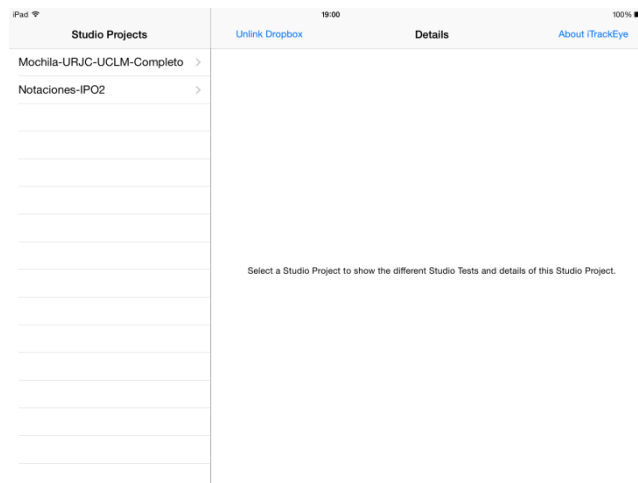 iPad 19:00 100%
Studio Projects Unlink Dropbox Details About iTrackEye
Mochila-URJC-UCLM-Completo
Notaciones-IPO2
Select a Studio Project to show the different Studio Tests and details of this Studio Project.